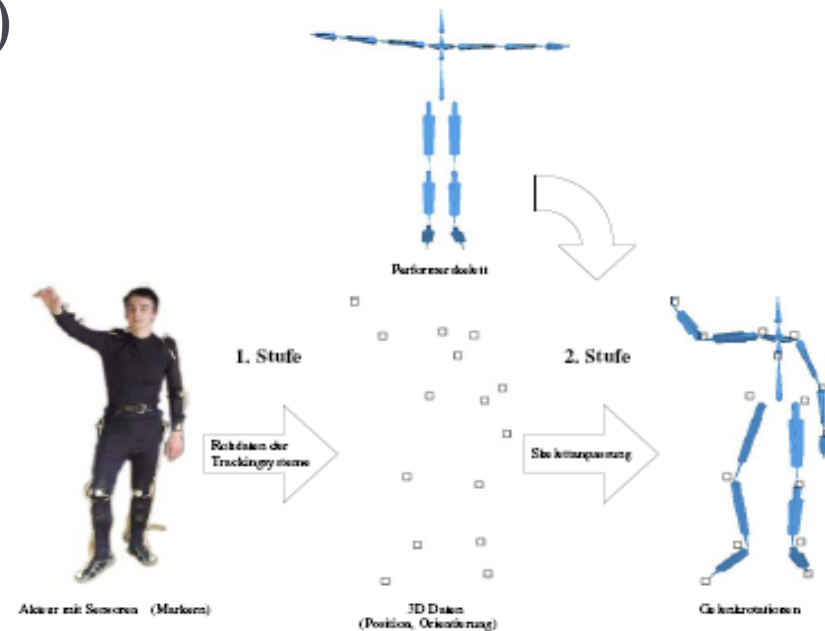 )
Performerskelett
1. Stufe
2. Stufe
Rohdaten der
Trackingsysteme
Skelettanpassung
Akteur mit Sensoren (Markern)
3D Daten
(Position, Orientierung)
Gelenkrotationen